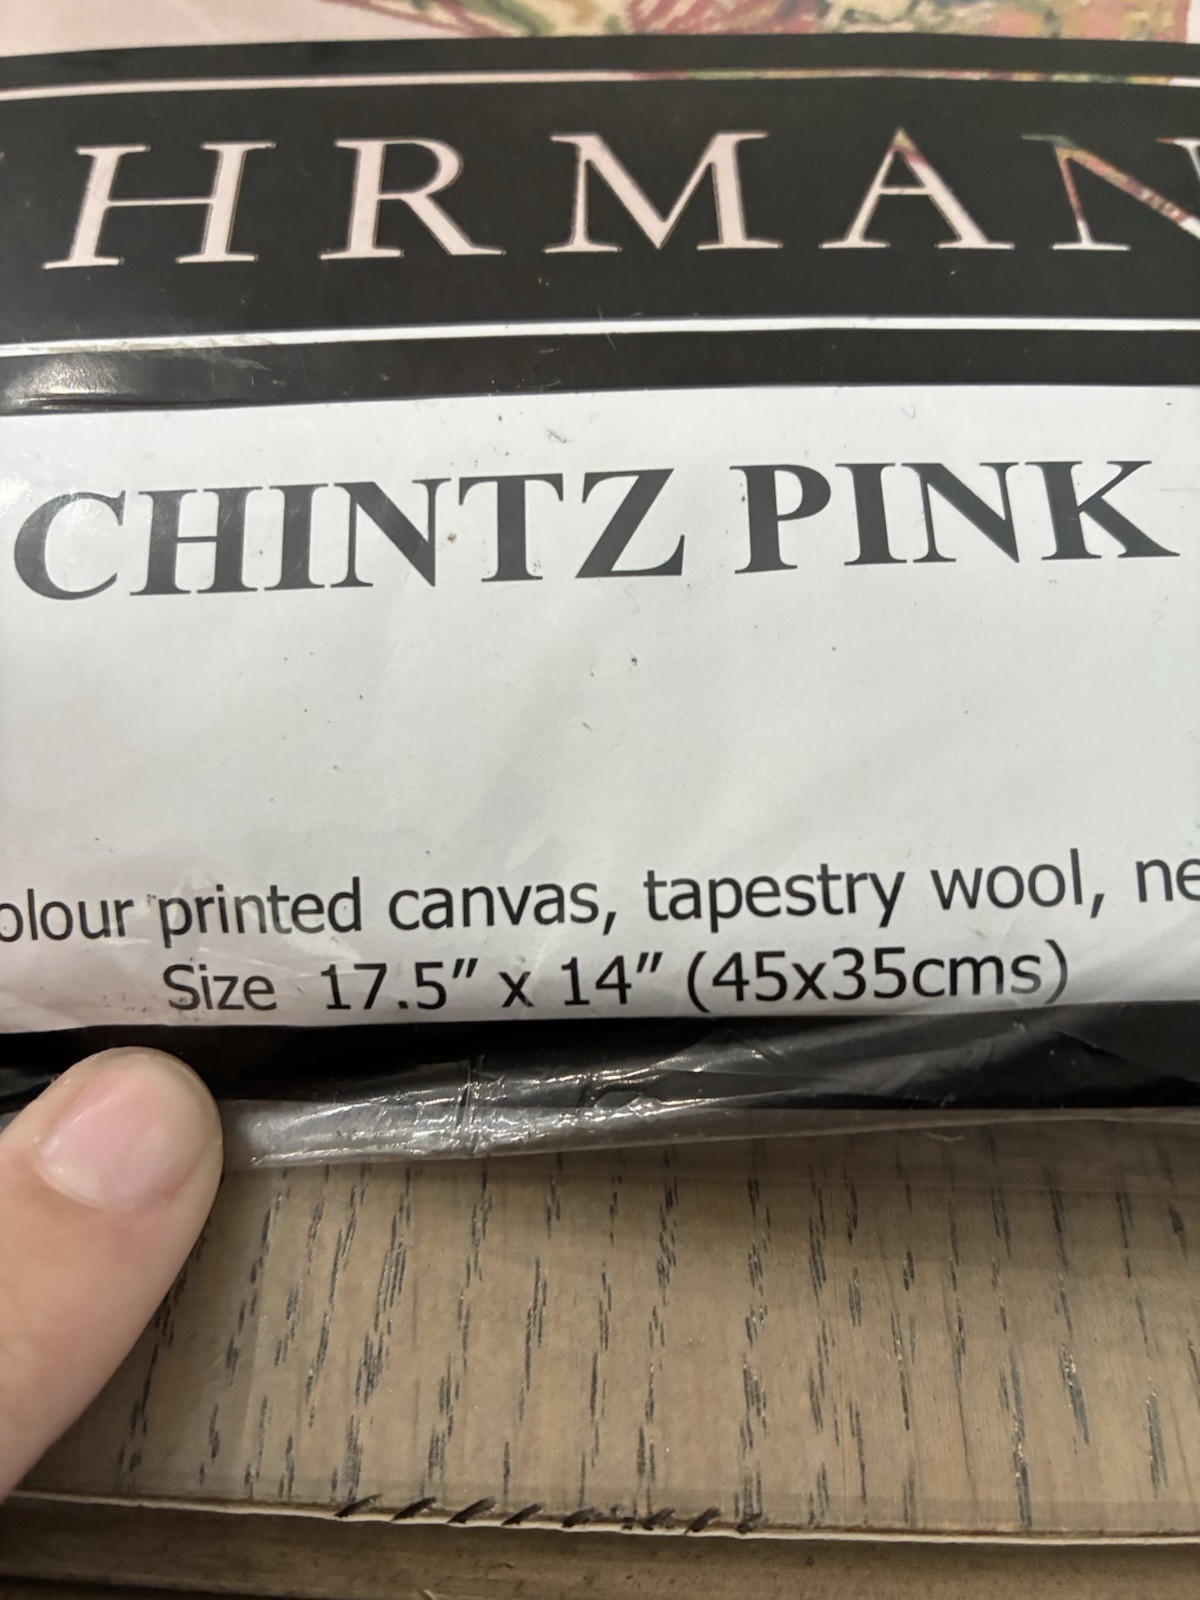 HRMAN
CHINTZ PINK
olour printed canvas, tapestry wool, ne
Size 17.5" x 14" (45x35cms)